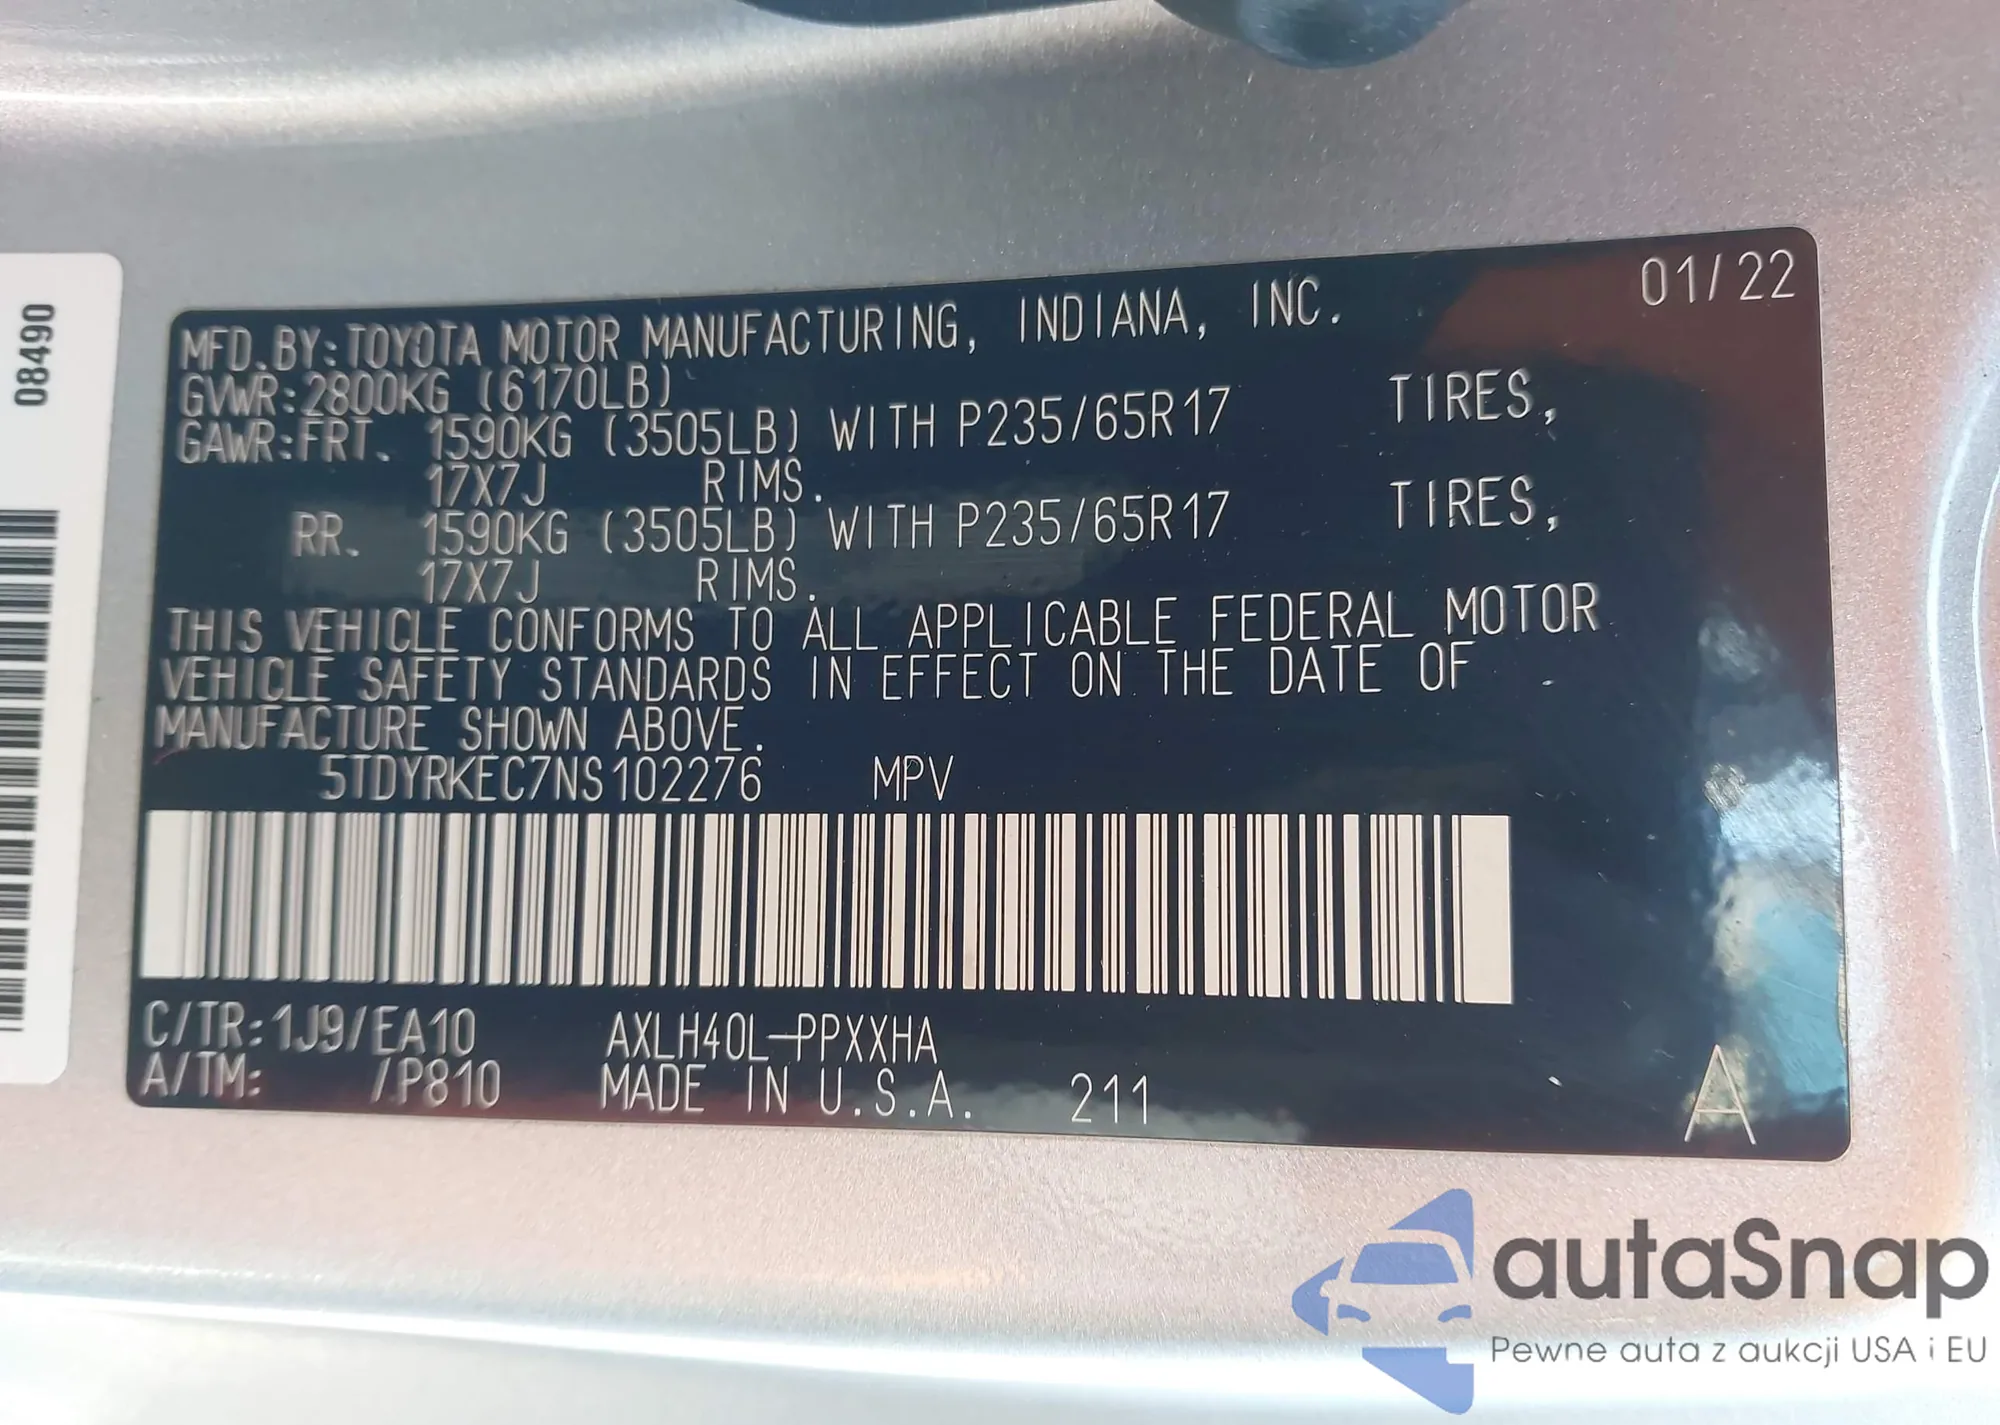 08490
01/22
MFD.BY:TOYOTA MOTOR MANUFACTURING, INDIANA, INC.
GVWR:2800KG (6170LB)
GAWR:FRT. 1590KG (3505LB) WITH P235/65R17 TIRES,
17X7J RIMS.
RR. 1590KG (3505LB) WITH P235/65R17 TIRES,
17X7J RIMS.
THIS VEHICLE CONFORMS TO ALL APPLICABLE FEDERAL MOTOR
VEHICLE SAFETY STANDARDS IN EFFECT ON THE DATE OF
MANUFACTURE SHOWN ABOVE.
5TDYRKEC7NS102276 MPV
C/TR:1J9/EA10 AXLH40L-PPXXHA
A/TM: /P810 MADE IN U.S.A. 211
A
autaSnap
Pewne auta z aukcji USA i EU